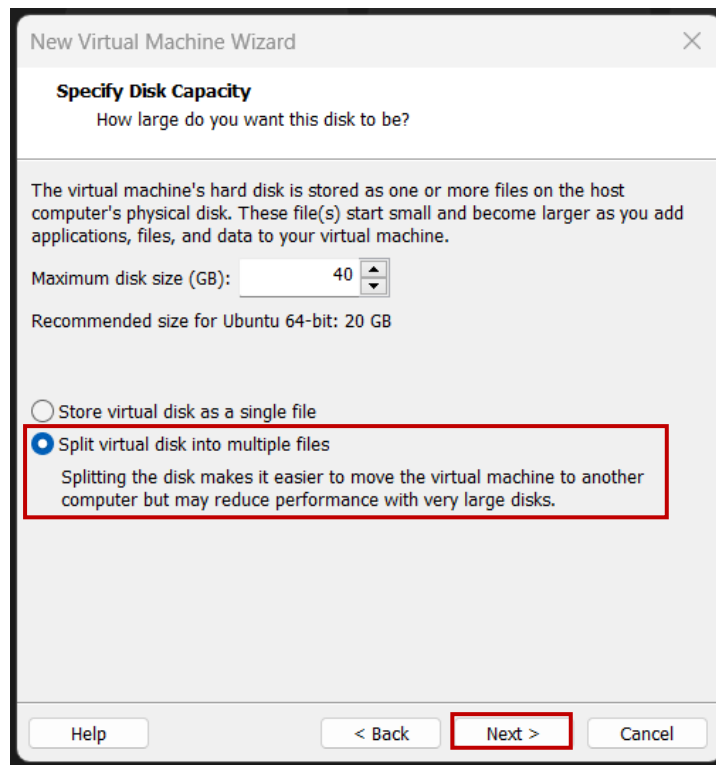 New Virtual Machine Wizard
Specify Disk Capacity
How large do you want this disk to be?
The virtual machine's hard disk is stored as one or more files on the host
computer's physical disk. These file(s) start small and become larger as you add
applications, files, and data to your virtual machine.
Maximum disk size (GB): 40
Recommended size for Ubuntu 64-bit: 20 GB
Store virtual disk as a single file
Split virtual disk into multiple files
Splitting the disk makes it easier to move the virtual machine to another
computer but may reduce performance with very large disks.
Help < Back Next > Cancel